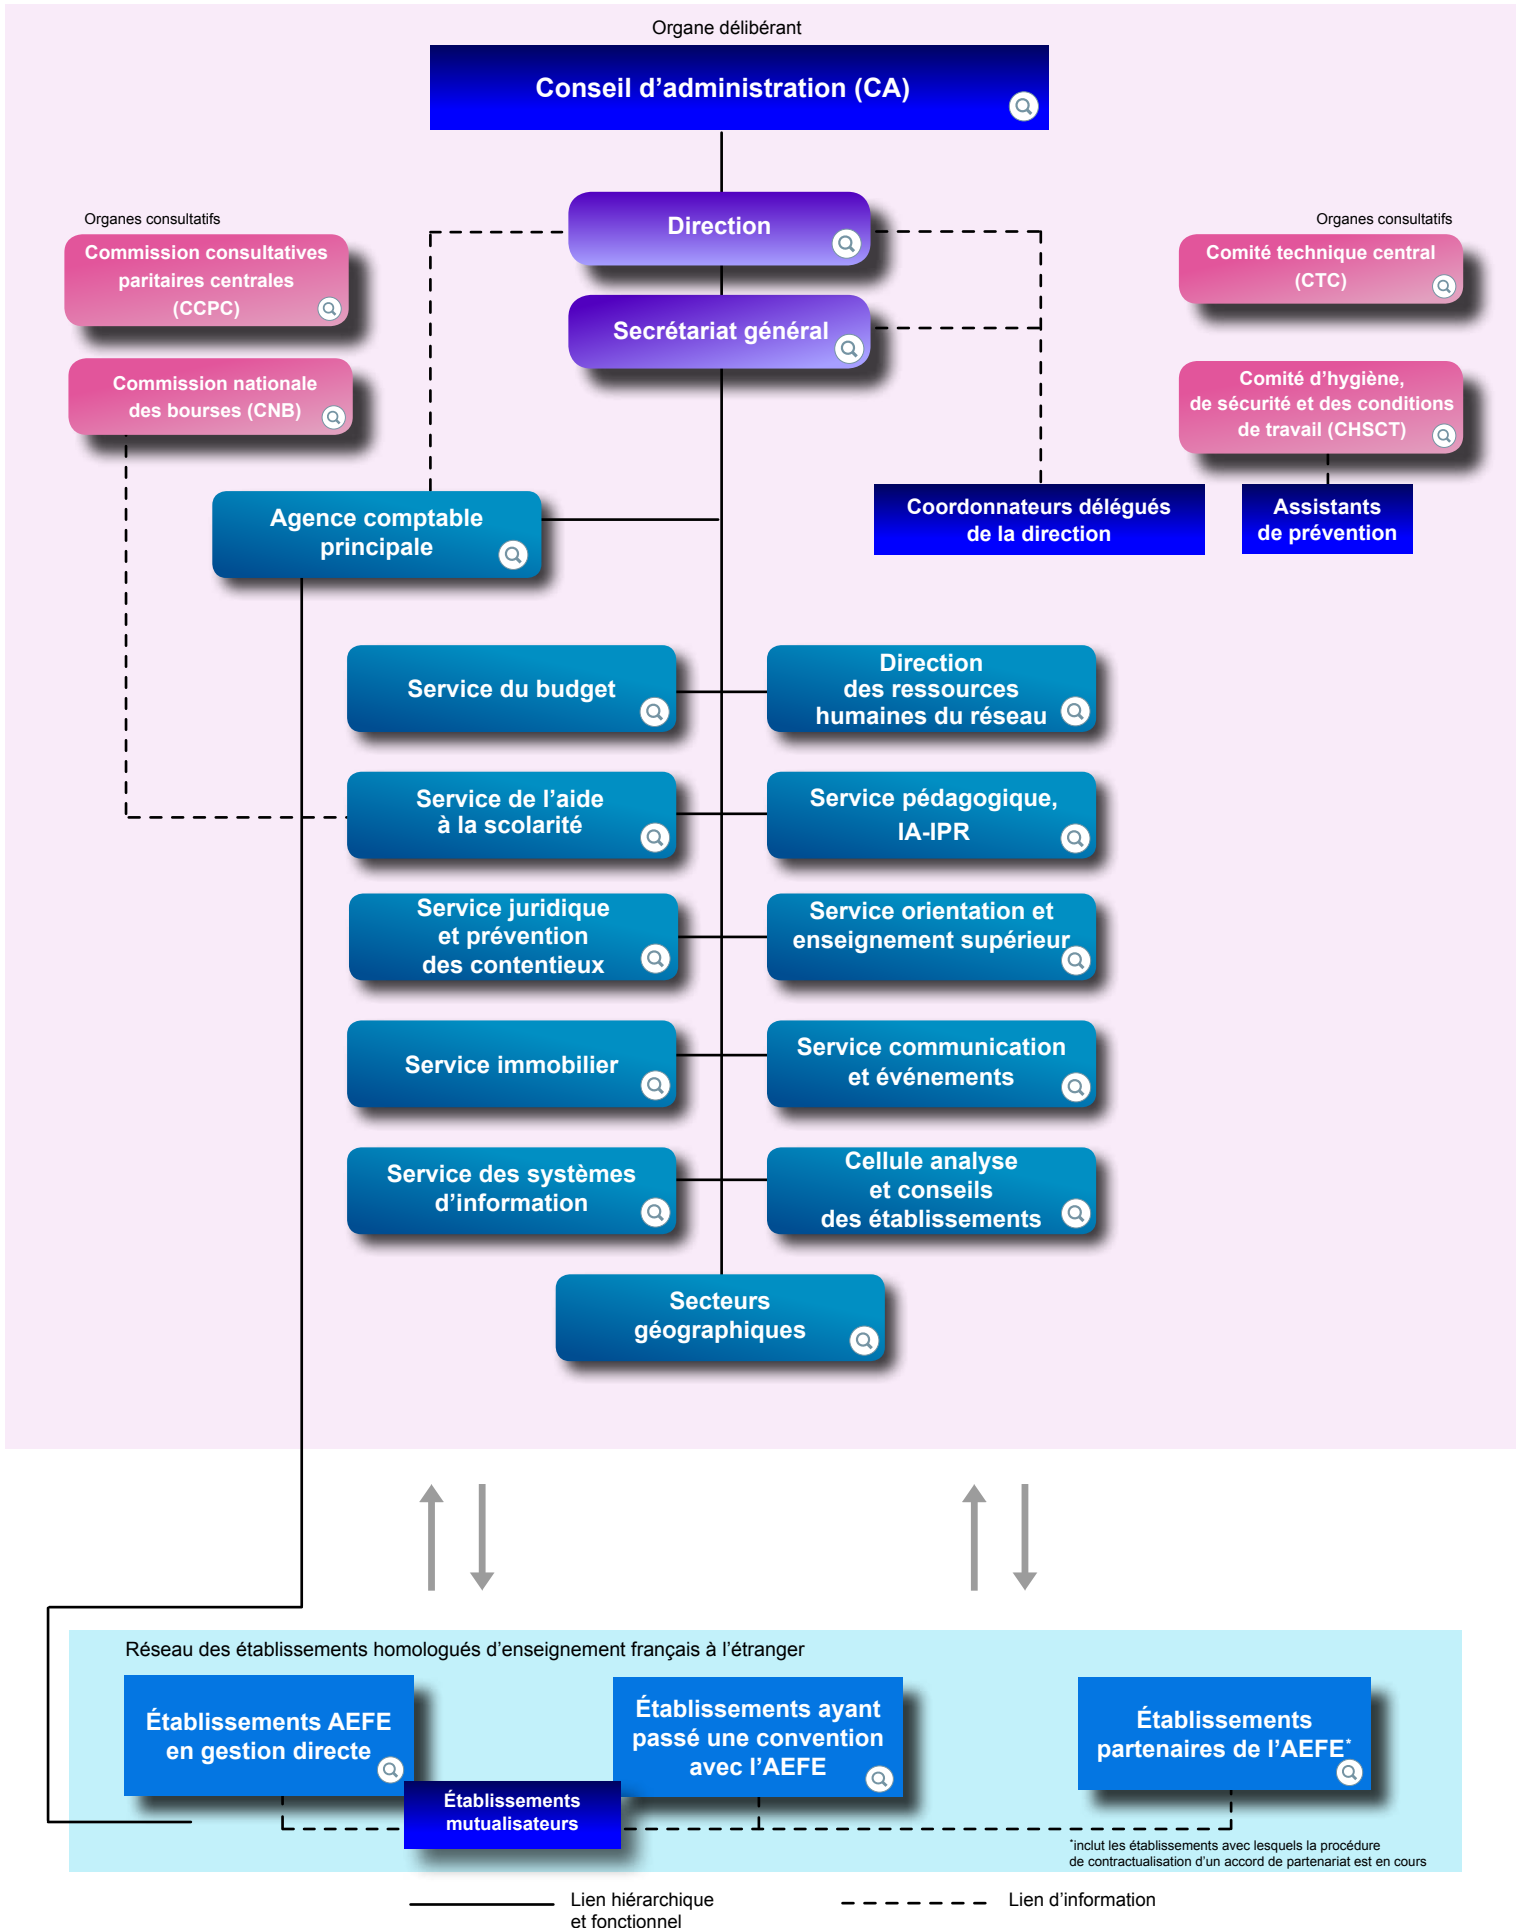 Organe délibérant
Conseil d’administration (CA)
Direction
Secrétariat général
Organes consultatifs
Commission consultatives
paritaires centrales
(CCPC)
Commission nationale
des bourses (CNB)
Organes consultatifs
Comité technique central
(CTC)
Comité d’hygiène,
de sécurité et des conditions
de travail (CHSCT)
Agence comptable
principale
Coordonnateurs délégués
de la direction
Assistants
de prévention
Service du budget
Direction
des ressources
humaines du réseau
Service de l’aide
à la scolarité
Service pédagogique,
IA-IPR
Service juridique
et prévention
des contentieux
Service orientation et
enseignement supérieur
Service immobilier
Service communication
et événements
Service des systèmes
d’information
Cellule analyse
et conseils
des établissements
Secteurs
géographiques
Réseau des établissements homologués d’enseignement français à l’étranger
Établissements AEFE
en gestion directe
Établissements ayant
passé une convention
avec l’AEFE
Établissements
partenaires de l’AEFE*
Établissements
mutualisateurs
*inclut les établissements avec lesquels la procédure
de contractualisation d’un accord de partenariat est en cours
Lien hiérarchique
et fonctionnel
Lien d’information